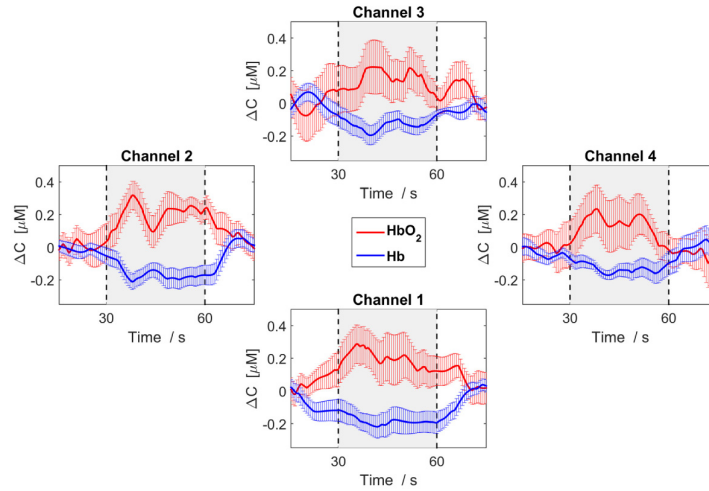 Channel 3
ΔC [μM]
0.4
0.2
0
-0.2
30
60
Time / s
Channel 2
ΔC [μM]
0.4
0.2
0
-0.2
30
60
Time / s
HbO2
Hb
Channel 4
ΔC [μM]
0.4
0.2
0
-0.2
30
60
Time / s
Channel 1
ΔC [μM]
0.4
0.2
0
-0.2
30
60
Time / s